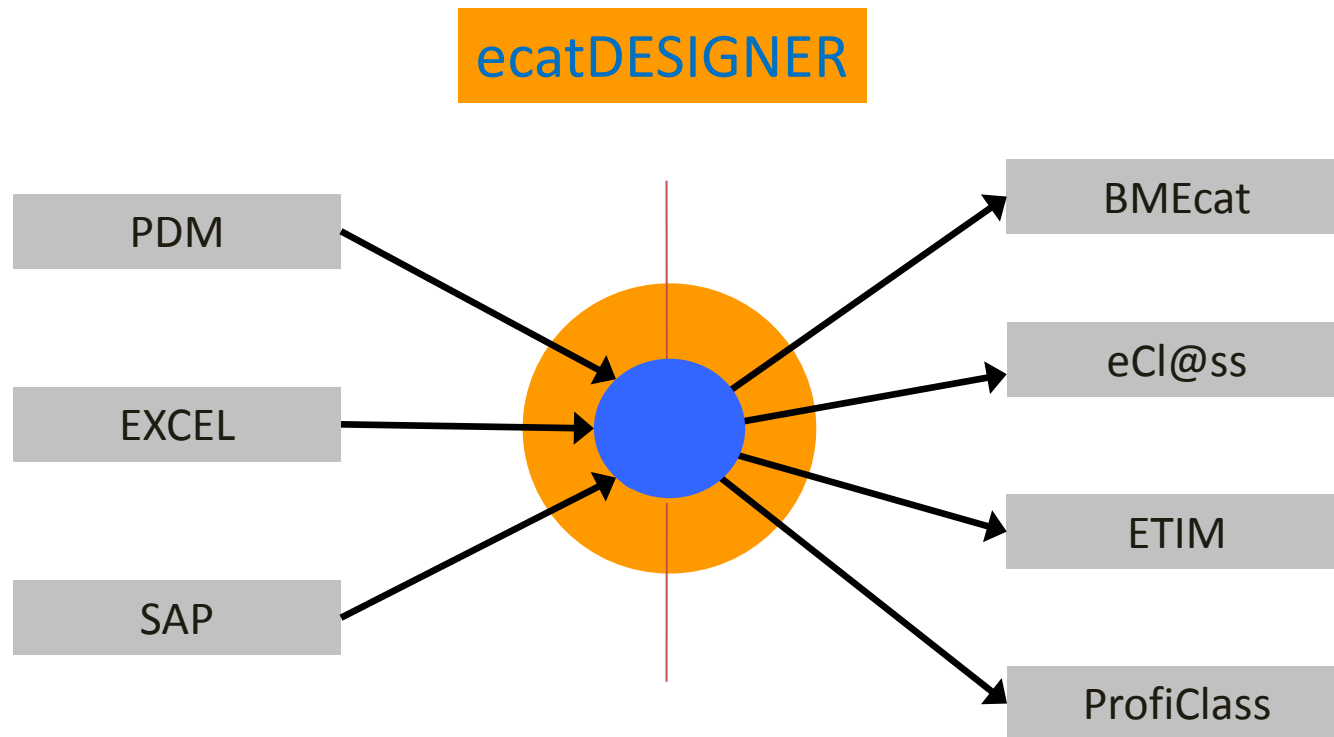 ecatDESIGNER
PDM
EXCEL
SAP
BMEcat
eCl@ss
ETIM
ProfiClass